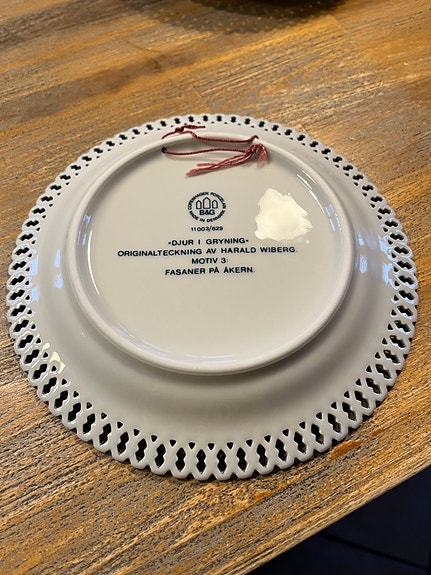 COPENHAGEN PORCELAIN
B&G
MADE IN DENMARK
11003/629
»DJUR I GRYNING«
ORIGINALTECKNING AV HARALD WIBERG.
MOTIV 3:
FASANER PÅ ÅKERN.